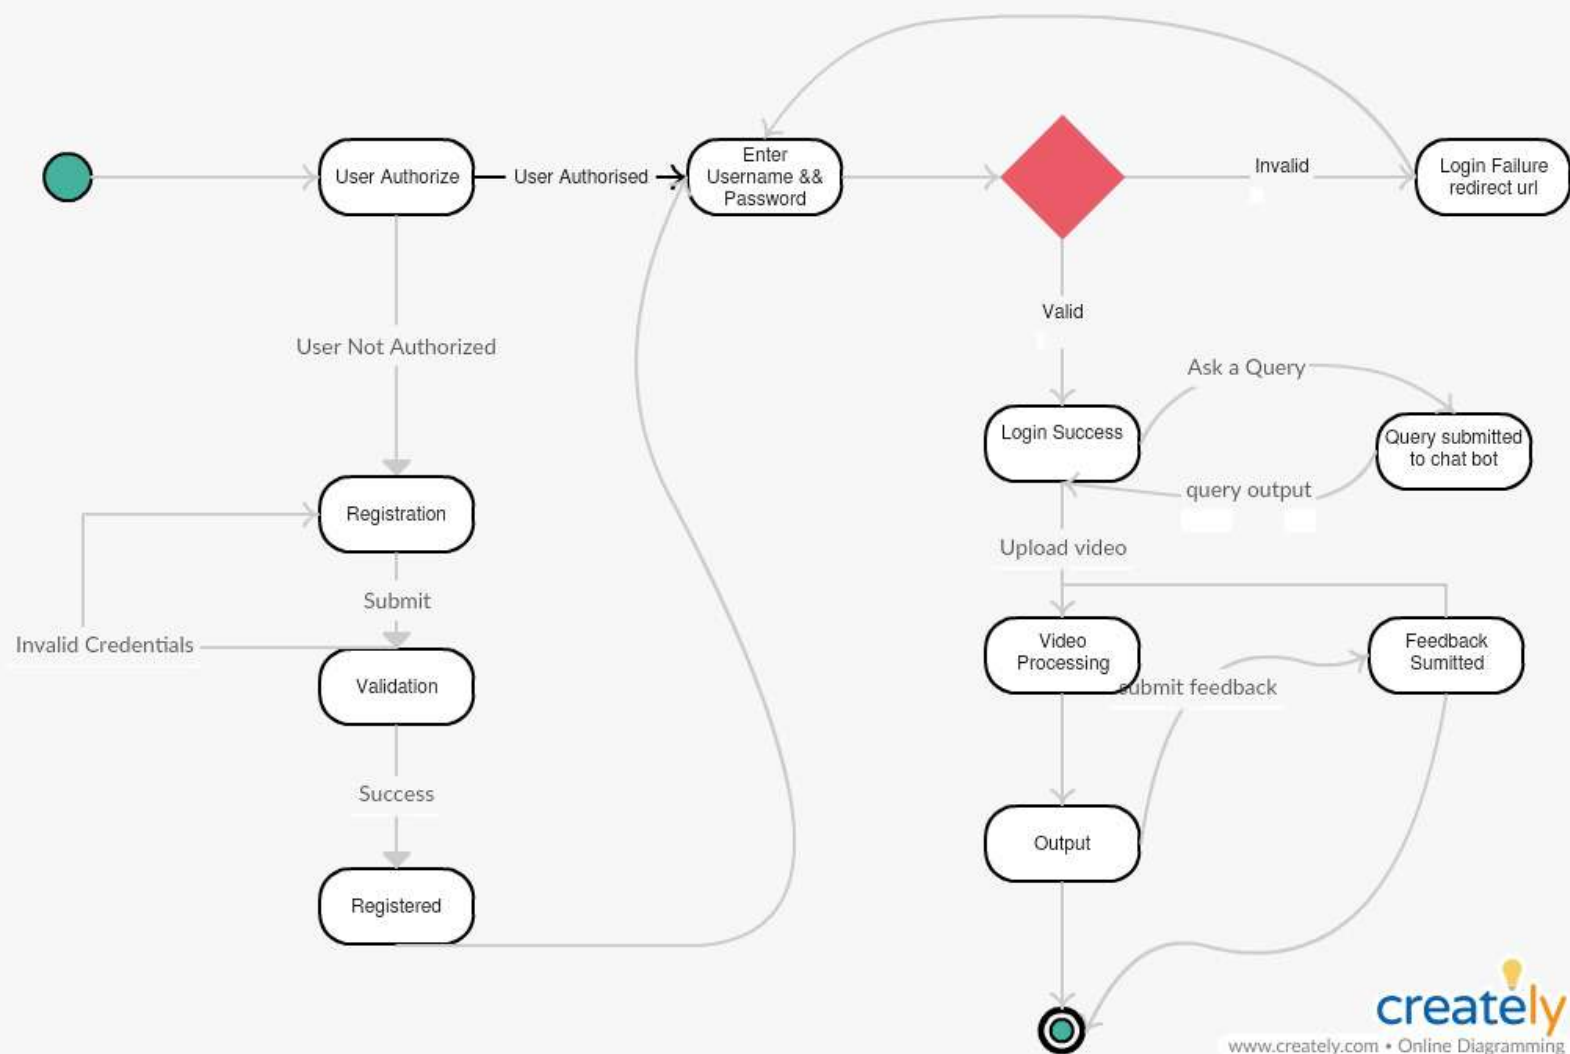 User Authorize
User Authorised
Enter
Username &&
Password
Invalid
Login Failure
redirect url
Valid
User Not Authorized
Ask a Query
Login Success
Query submitted
to chat bot
query output
Registration
Upload video
Submit
Invalid Credentials
Video
Processing
Feedback
Sumitted
Validation
submit feedback
Success
Output
Registered
creately
www.creately.com • Online Diagramming